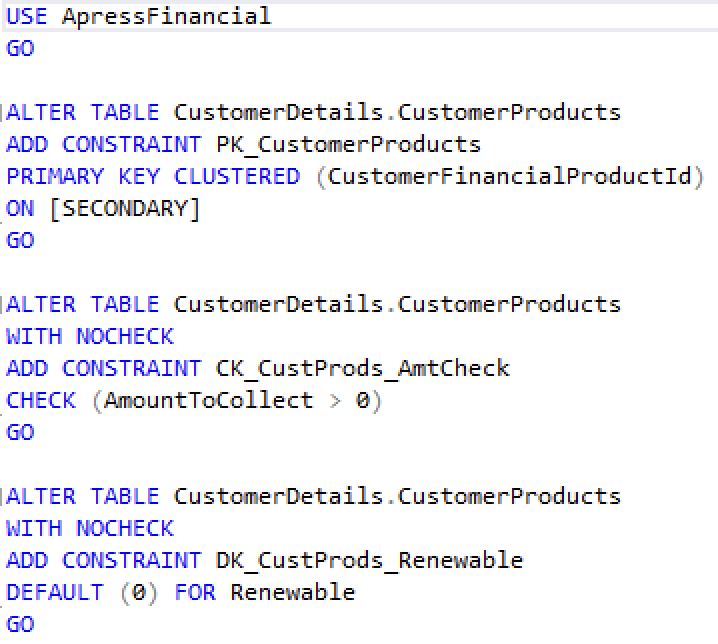 USE ApressFinancial
GO
ALTER TABLE CustomerDetails.CustomerProducts
ADD CONSTRAINT PK_CustomerProducts
PRIMARY KEY CLUSTERED (CustomerFinancialProductId)
ON [SECONDARY]
GO
ALTER TABLE CustomerDetails.CustomerProducts
WITH NOCHECK
ADD CONSTRAINT CK_CustProds_AmtCheck
CHECK (AmountToCollect > 0)
GO
ALTER TABLE CustomerDetails.CustomerProducts
WITH NOCHECK
ADD CONSTRAINT DK_CustProds_Renewable
DEFAULT (0) FOR Renewable
GO